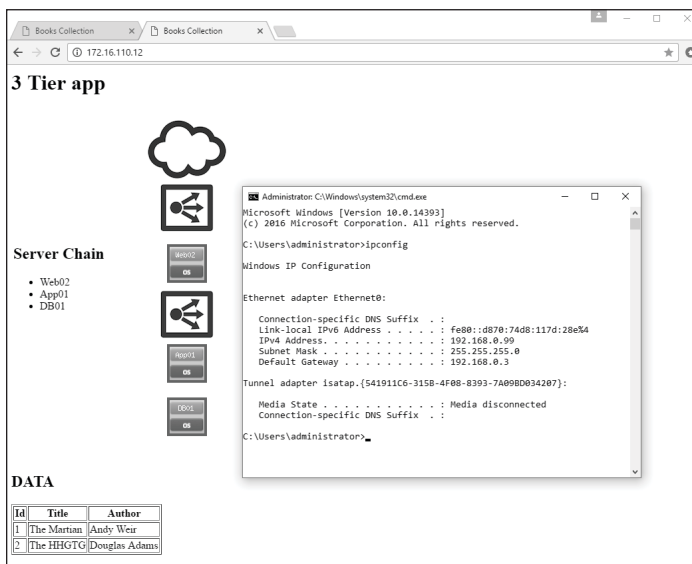 Books Collection
Books Collection
172.16.110.12
3 Tier app
Server Chain
• Web02
• App01
• DB01
Web02
OS
App01
OS
DB01
OS
Administrator: C:\Windows\system32\cmd.exe
Microsoft Windows [Version 10.0.14393]
(c) 2016 Microsoft Corporation. All rights reserved.
C:\Users\administrator>ipconfig
Windows IP Configuration
Ethernet adapter Ethernet0:
Connection-specific DNS Suffix . :
Link-local IPv6 Address . . . . . : fe80::d870:74d8:117d:28e%4
IPv4 Address. . . . . . . . . . . : 192.168.0.99
Subnet Mask . . . . . . . . . . . : 255.255.255.0
Default Gateway . . . . . . . . . : 192.168.0.3
Tunnel adapter isatap.{541911C6-315B-4F08-8393-7A09BD034207}:
Media State . . . . . . . . . . . : Media disconnected
Connection-specific DNS Suffix . :
C:\Users\administrator>
DATA
Id Title Author
1 The Martian Andy Weir
2 The HHGTG Douglas Adams